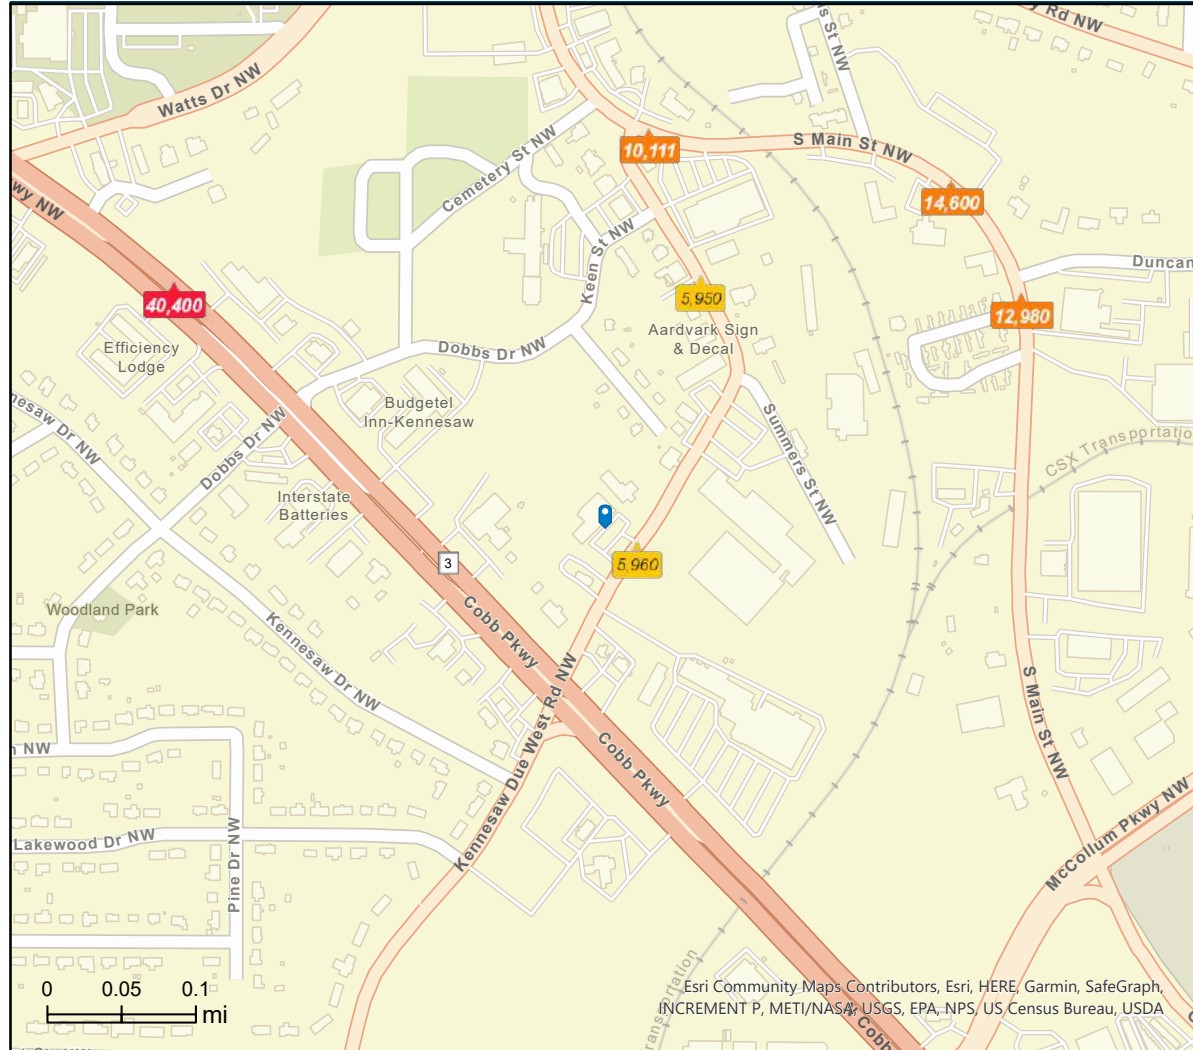 y Rd NW
is St NW
Watts Dr NW
10,111
S Main St NW
Cemetery St NW
14,600
wy NW
Keen St NW
Duncan
40,400
5,950
12,980
Aardvark Sign
& Decal
Efficiency
Lodge
Dobbs Dr NW
Budgetel
Inn-Kennesaw
nesaw Dr NW
Dobbs Dr NW
Summers St NW
CSX Transportatio
Interstate
Batteries
3
5,960
Woodland Park
Cobb Pkwy
Kennesaw Dr NW
Kennesaw Due West Rd NW
S Main St NW
n NW
Cobb Pkwy
McCollum Pkwy NW
Lakewood Dr NW
Pine Dr NW
ransportation
0 0.05 0.1
mi
Esri Community Maps Contributors, Esri, HERE, Garmin, SafeGraph,
INCREMENT P, METI/NASA, USGS, EPA, NPS, US Census Bureau, USDA
Cobb